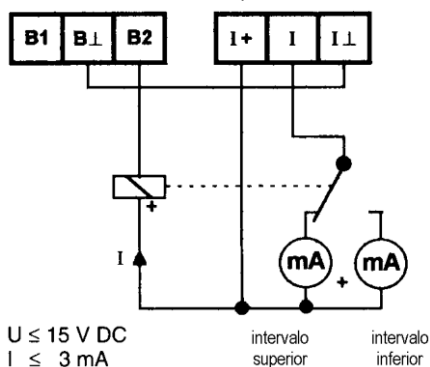 B1 B⊥ B2 I+ I I⊥
+
I
mA + mA
U ≤ 15 V DC
I ≤ 3 mA
intervalo superior
intervalo inferior